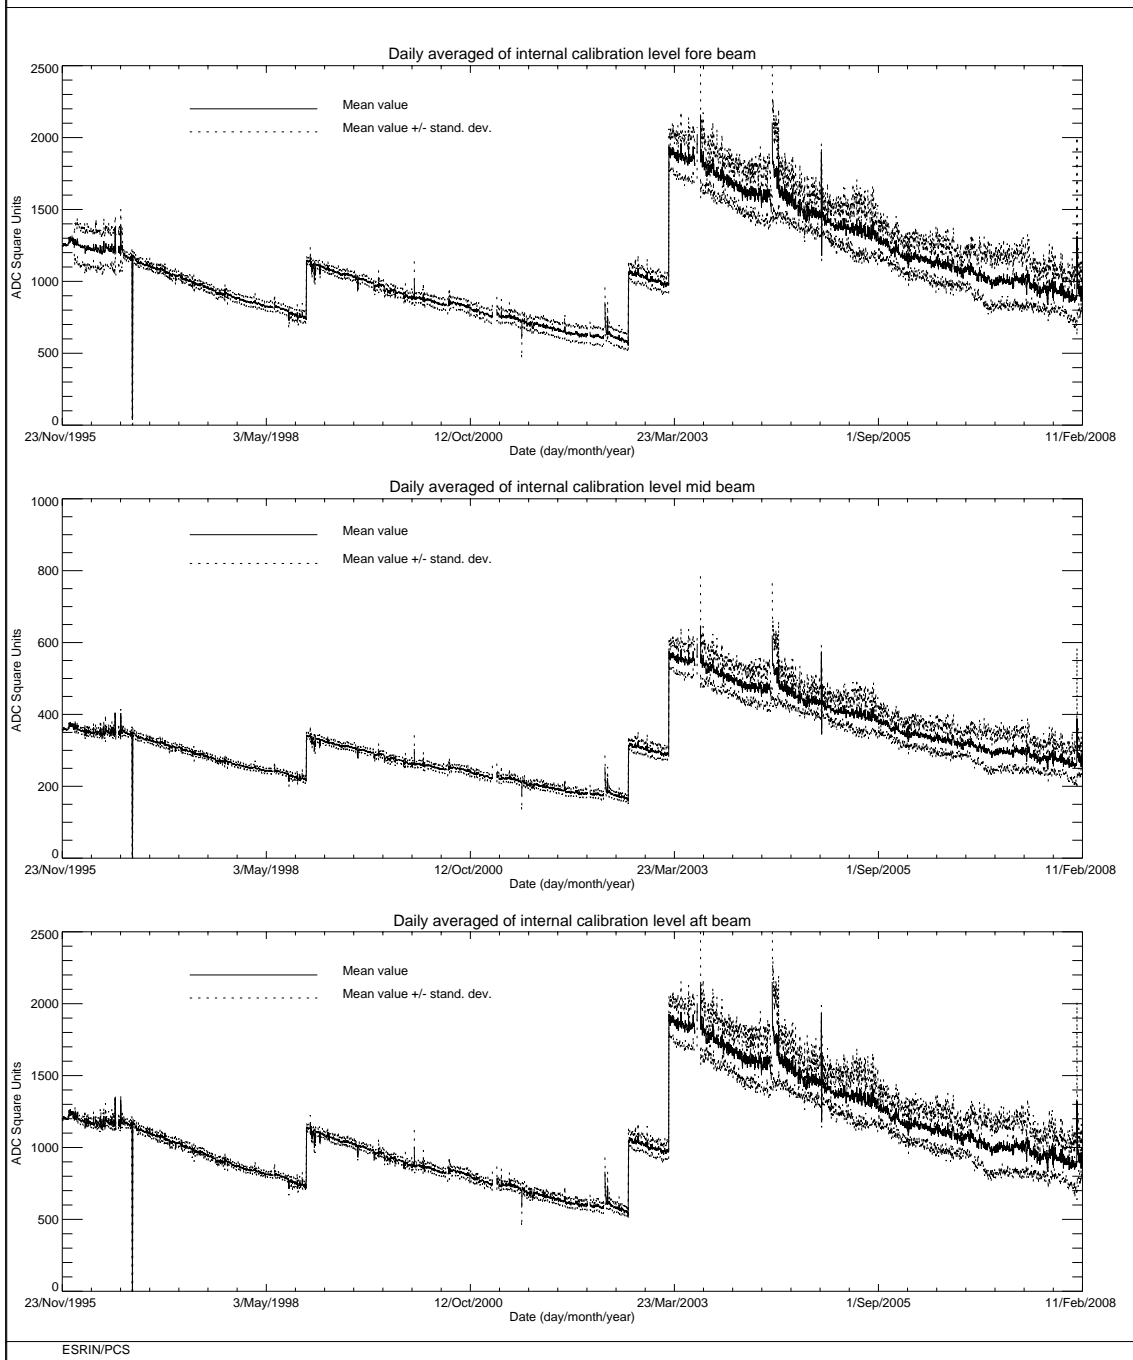 Daily averaged of internal calibration level fore beam
2500
2000
1500
1000
500
0
ADC Square Units
Mean value
Mean value +/- stand. dev.
23/Nov/1995 3/May/1998 12/Oct/2000 23/Mar/2003 1/Sep/2005 11/Feb/2008
Date (day/month/year)
Daily averaged of internal calibration level mid beam
1000
800
600
400
200
0
ADC Square Units
Mean value
Mean value +/- stand. dev.
23/Nov/1995 3/May/1998 12/Oct/2000 23/Mar/2003 1/Sep/2005 11/Feb/2008
Date (day/month/year)
Daily averaged of internal calibration level aft beam
2500
2000
1500
1000
500
0
ADC Square Units
Mean value
Mean value +/- stand. dev.
23/Nov/1995 3/May/1998 12/Oct/2000 23/Mar/2003 1/Sep/2005 11/Feb/2008
Date (day/month/year)
ESRIN/PCS